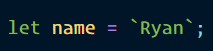 let name = `Ryan`;